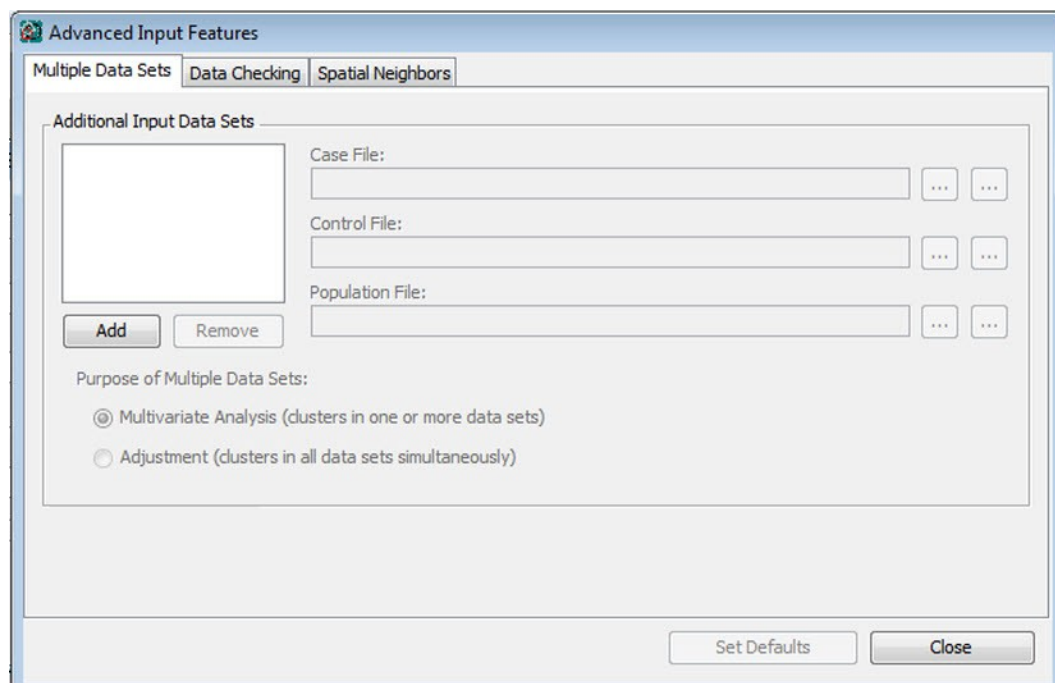 Advanced Input Features
Multiple Data Sets Data Checking Spatial Neighbors
Additional Input Data Sets
Case File:
... ...
Control File:
... ...
Population File:
... ...
Add Remove
Purpose of Multiple Data Sets:
Multivariate Analysis (clusters in one or more data sets)
Adjustment (clusters in all data sets simultaneously)
Set Defaults Close